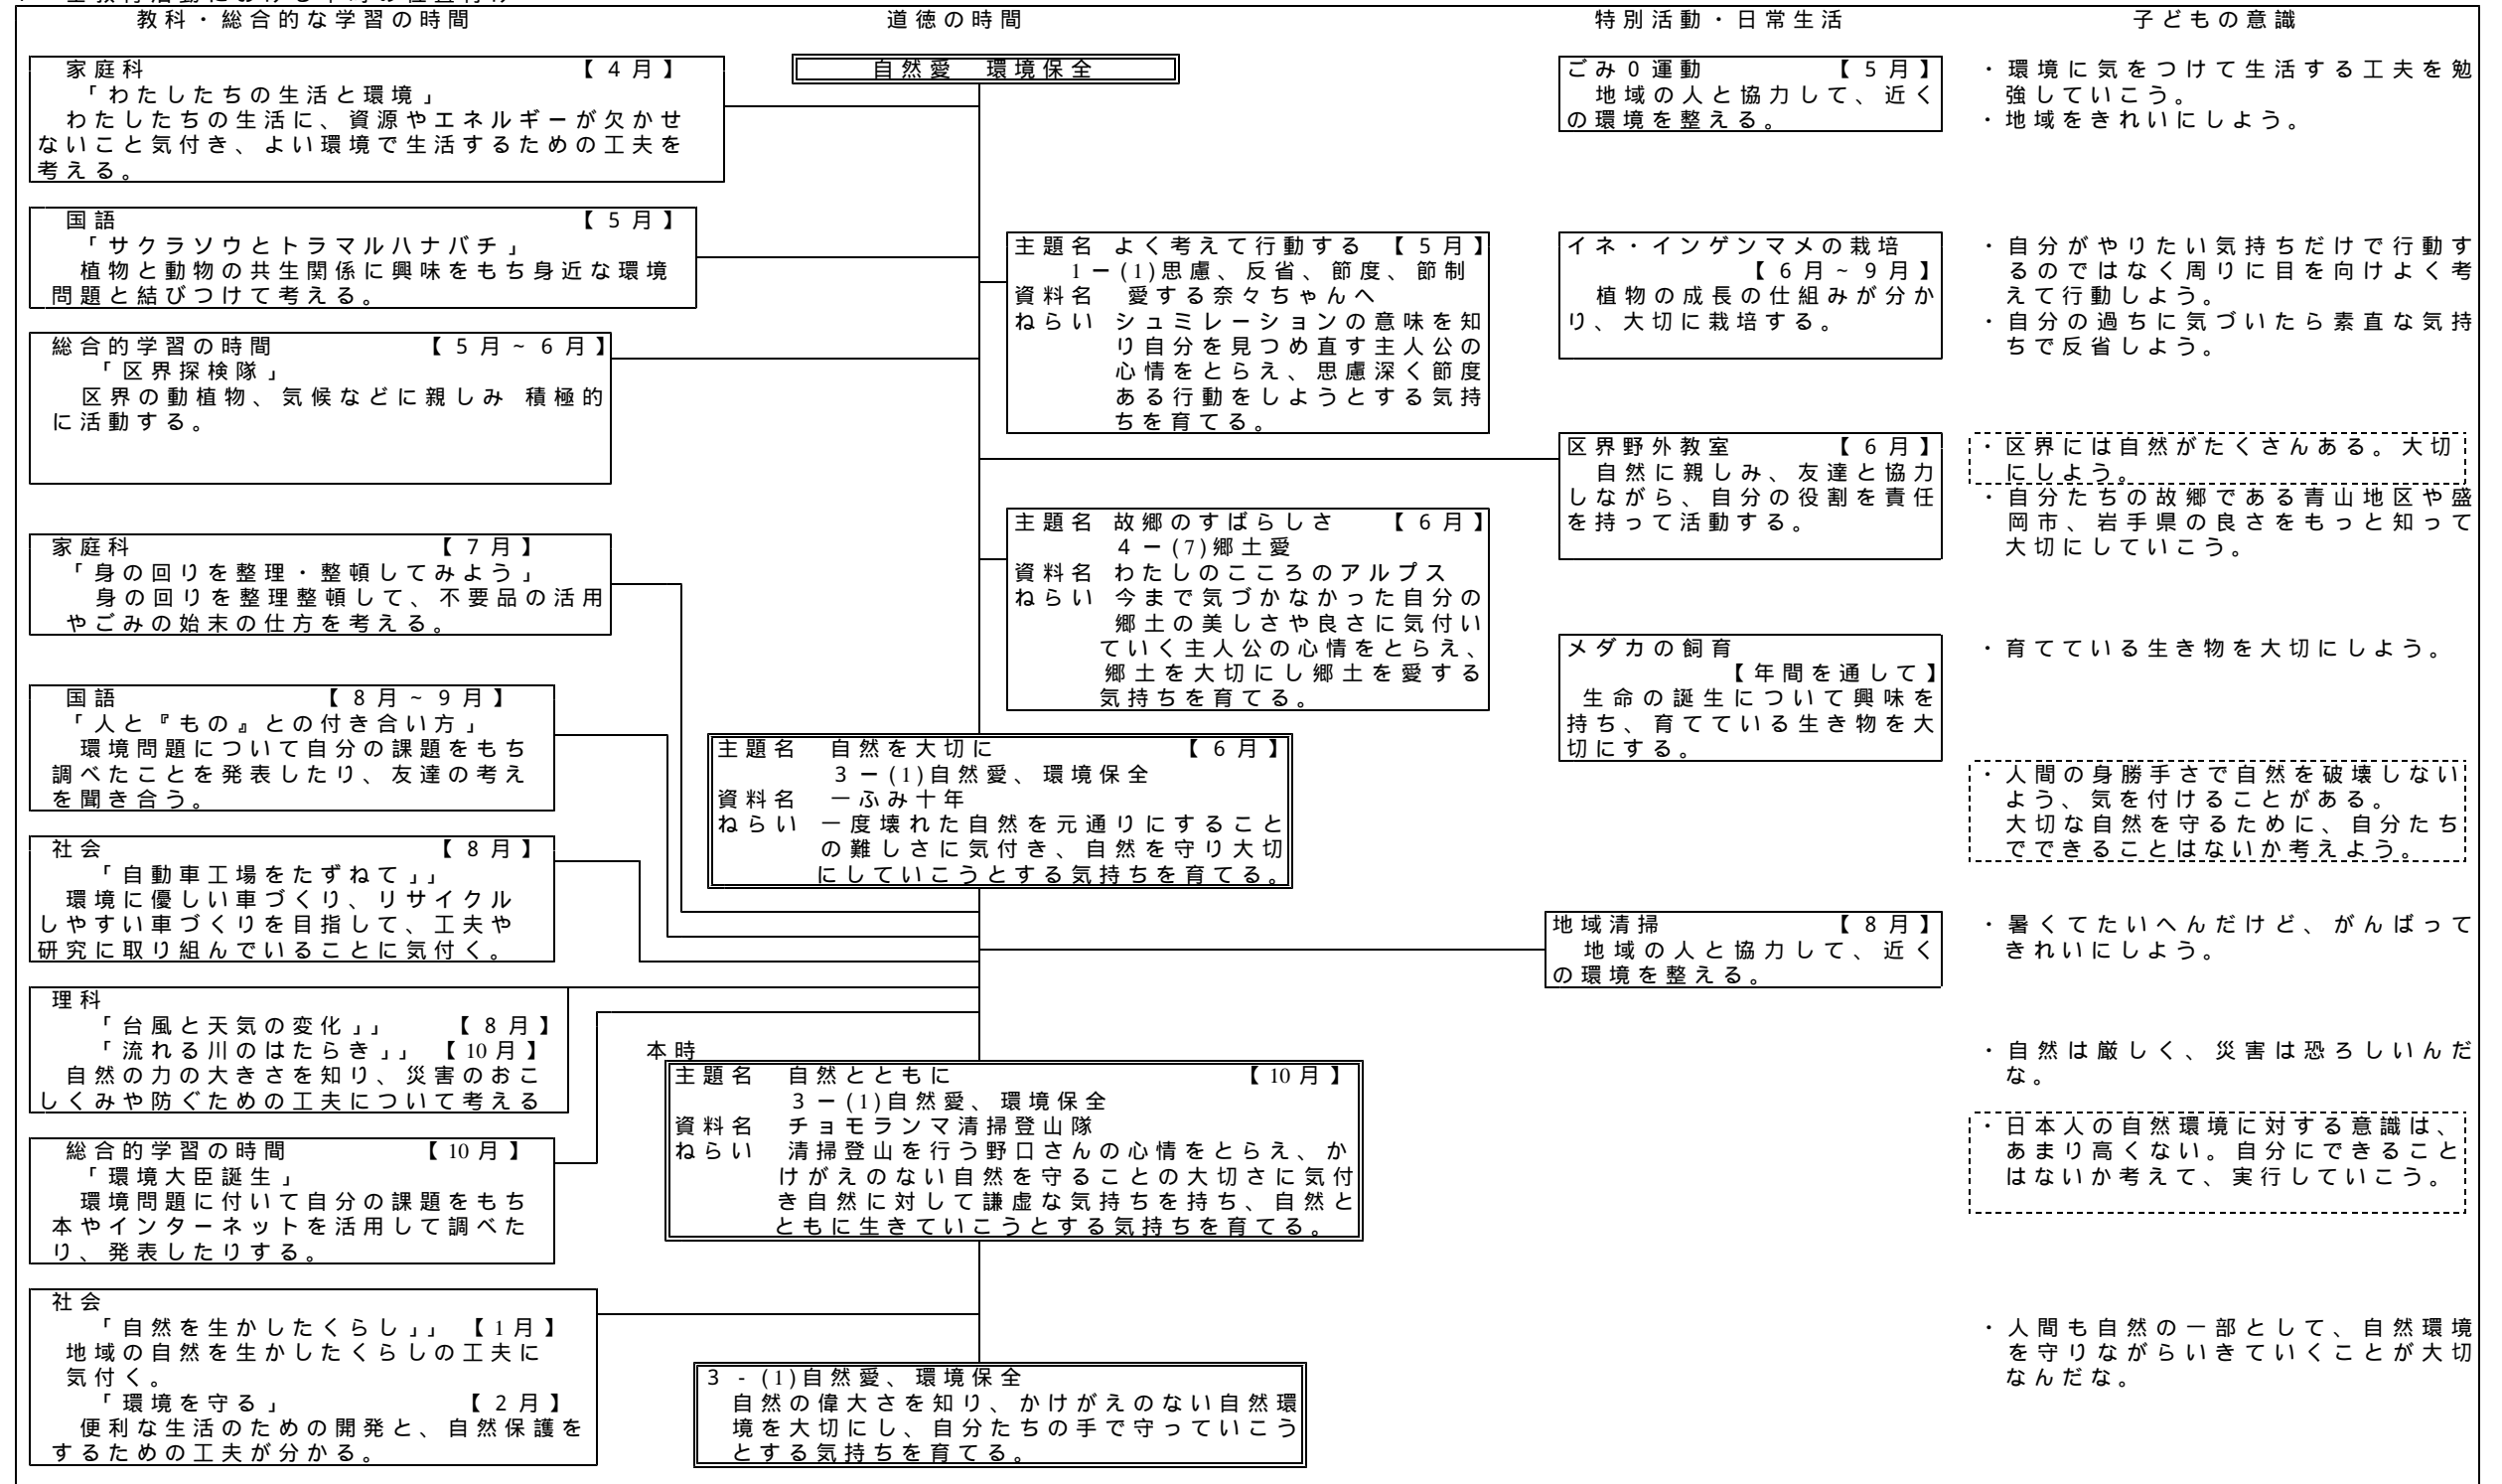 教科・総合的な学習の時間
道徳の時間
特別活動・日常生活
子どもの意識
家庭科 【4月】
「わたしたちの生活と環境」
わたしたちの生活に、資源やエネルギーが欠かせ
ないこと気付き、よい環境で生活するための工夫を
考える。
国語 【5月】
「サクラソウとトラマルハナバチ」
植物と動物の共生関係に興味をもち身近な環境
問題と結びつけて考える。
総合的学習の時間 【5月~6月】
「区界探検隊」
区界の動植物、気候などに親しみ 積極的
に活動する。
家庭科 【7月】
「身の回りを整理・整頓してみよう」
身の回りを整理整頓して、不要品の活用
やごみの始末の仕方を考える。
国語 【8月~9月】
「人と『もの』との付き合い方」
環境問題について自分の課題をもち
調べたことを発表したり、友達の考え
を聞き合う。
社会 【8月】
「自動車工場をたずねて」」
環境に優しい車づくり、リサイクル
しやすい車づくりを目指して、工夫や
研究に取り組んでいることに気付く。
理科
「台風と天気の変化」」 【8月】
「流れる川のはたらき」」 【10月】
自然の力の大きさを知り、災害のおこ
しくみや防ぐための工夫について考える
総合的学習の時間 【10月】
「環境大臣誕生」
環境問題に付いて自分の課題をもち
本やインターネットを活用して調べた
り、発表したりする。
社会
「自然を生かしたくらし」」 【1月】
地域の自然を生かしたくらしの工夫に
気付く。
「環境を守る」 【2月】
便利な生活のための開発と、自然保護を
するための工夫が分かる。
自然愛 環境保全
主題名 よく考えて行動する 【5月】
1ー(1)思慮、反省、節度、節制
資料名 愛する奈々ちゃんへ
ねらい シュミレーションの意味を知
り自分を見つめ直す主人公の
心情をとらえ、思慮深く節度
ある行動をしようとする気持
ちを育てる。
主題名 故郷のすばらしさ 【6月】
4ー(7)郷土愛
資料名 わたしのこころのアルプス
ねらい 今まで気づかなかった自分の
郷土の美しさや良さに気付い
ていく主人公の心情をとらえ、
郷土を大切にし郷土を愛する
気持ちを育てる。
主題名 自然を大切に 【6月】
3ー(1)自然愛、環境保全
資料名 一ふみ十年
ねらい 一度壊れた自然を元通りにすること
の難しさに気付き、自然を守り大切
にしていこうとする気持ちを育てる。
本時
主題名 自然とともに 【10月】
3ー(1)自然愛、環境保全
資料名 チョモランマ清掃登山隊
ねらい 清掃登山を行う野口さんの心情をとらえ、か
けがえのない自然を守ることの大切さに気付
き自然に対して謙虚な気持ちを持ち、自然と
ともに生きていこうとする気持ちを育てる。
3 - (1)自然愛、環境保全
自然の偉大さを知り、かけがえのない自然環
境を大切にし、自分たちの手で守っていこう
とする気持ちを育てる。
ごみ0運動 【5月】
地域の人と協力して、近く
の環境を整える。
イネ・インゲンマメの栽培
【6月~9月】
植物の成長の仕組みが分か
り、大切に栽培する。
区界野外教室 【6月】
自然に親しみ、友達と協力
しながら、自分の役割を責任
を持って活動する。
メダカの飼育
【年間を通して】
生命の誕生について興味を
持ち、育てている生き物を大
切にする。
地域清掃 【8月】
地域の人と協力して、近く
の環境を整える。
・環境に気をつけて生活する工夫を勉
強していこう。
・地域をきれいにしよう。
・自分がやりたい気持ちだけで行動す
るのではなく周りに目を向けよく考
えて行動しよう。
・自分の過ちに気づいたら素直な気持
ちで反省しよう。
・区界には自然がたくさんある。大切
にしよう。
・自分たちの故郷である青山地区や盛
岡市、岩手県の良さをもっと知って
大切にしていこう。
・育てている生き物を大切にしよう。
・人間の身勝手さで自然を破壊しない
よう、気を付けることがある。
大切な自然を守るために、自分たち
でできることはないか考えよう。
・暑くてたいへんだけど、がんばって
きれいにしよう。
・自然は厳しく、災害は恐ろしいんだ
な。
・日本人の自然環境に対する意識は、
あまり高くない。自分にできること
はないか考えて、実行していこう。
・人間も自然の一部として、自然環境
を守りながらいきていくことが大切
なんだな。